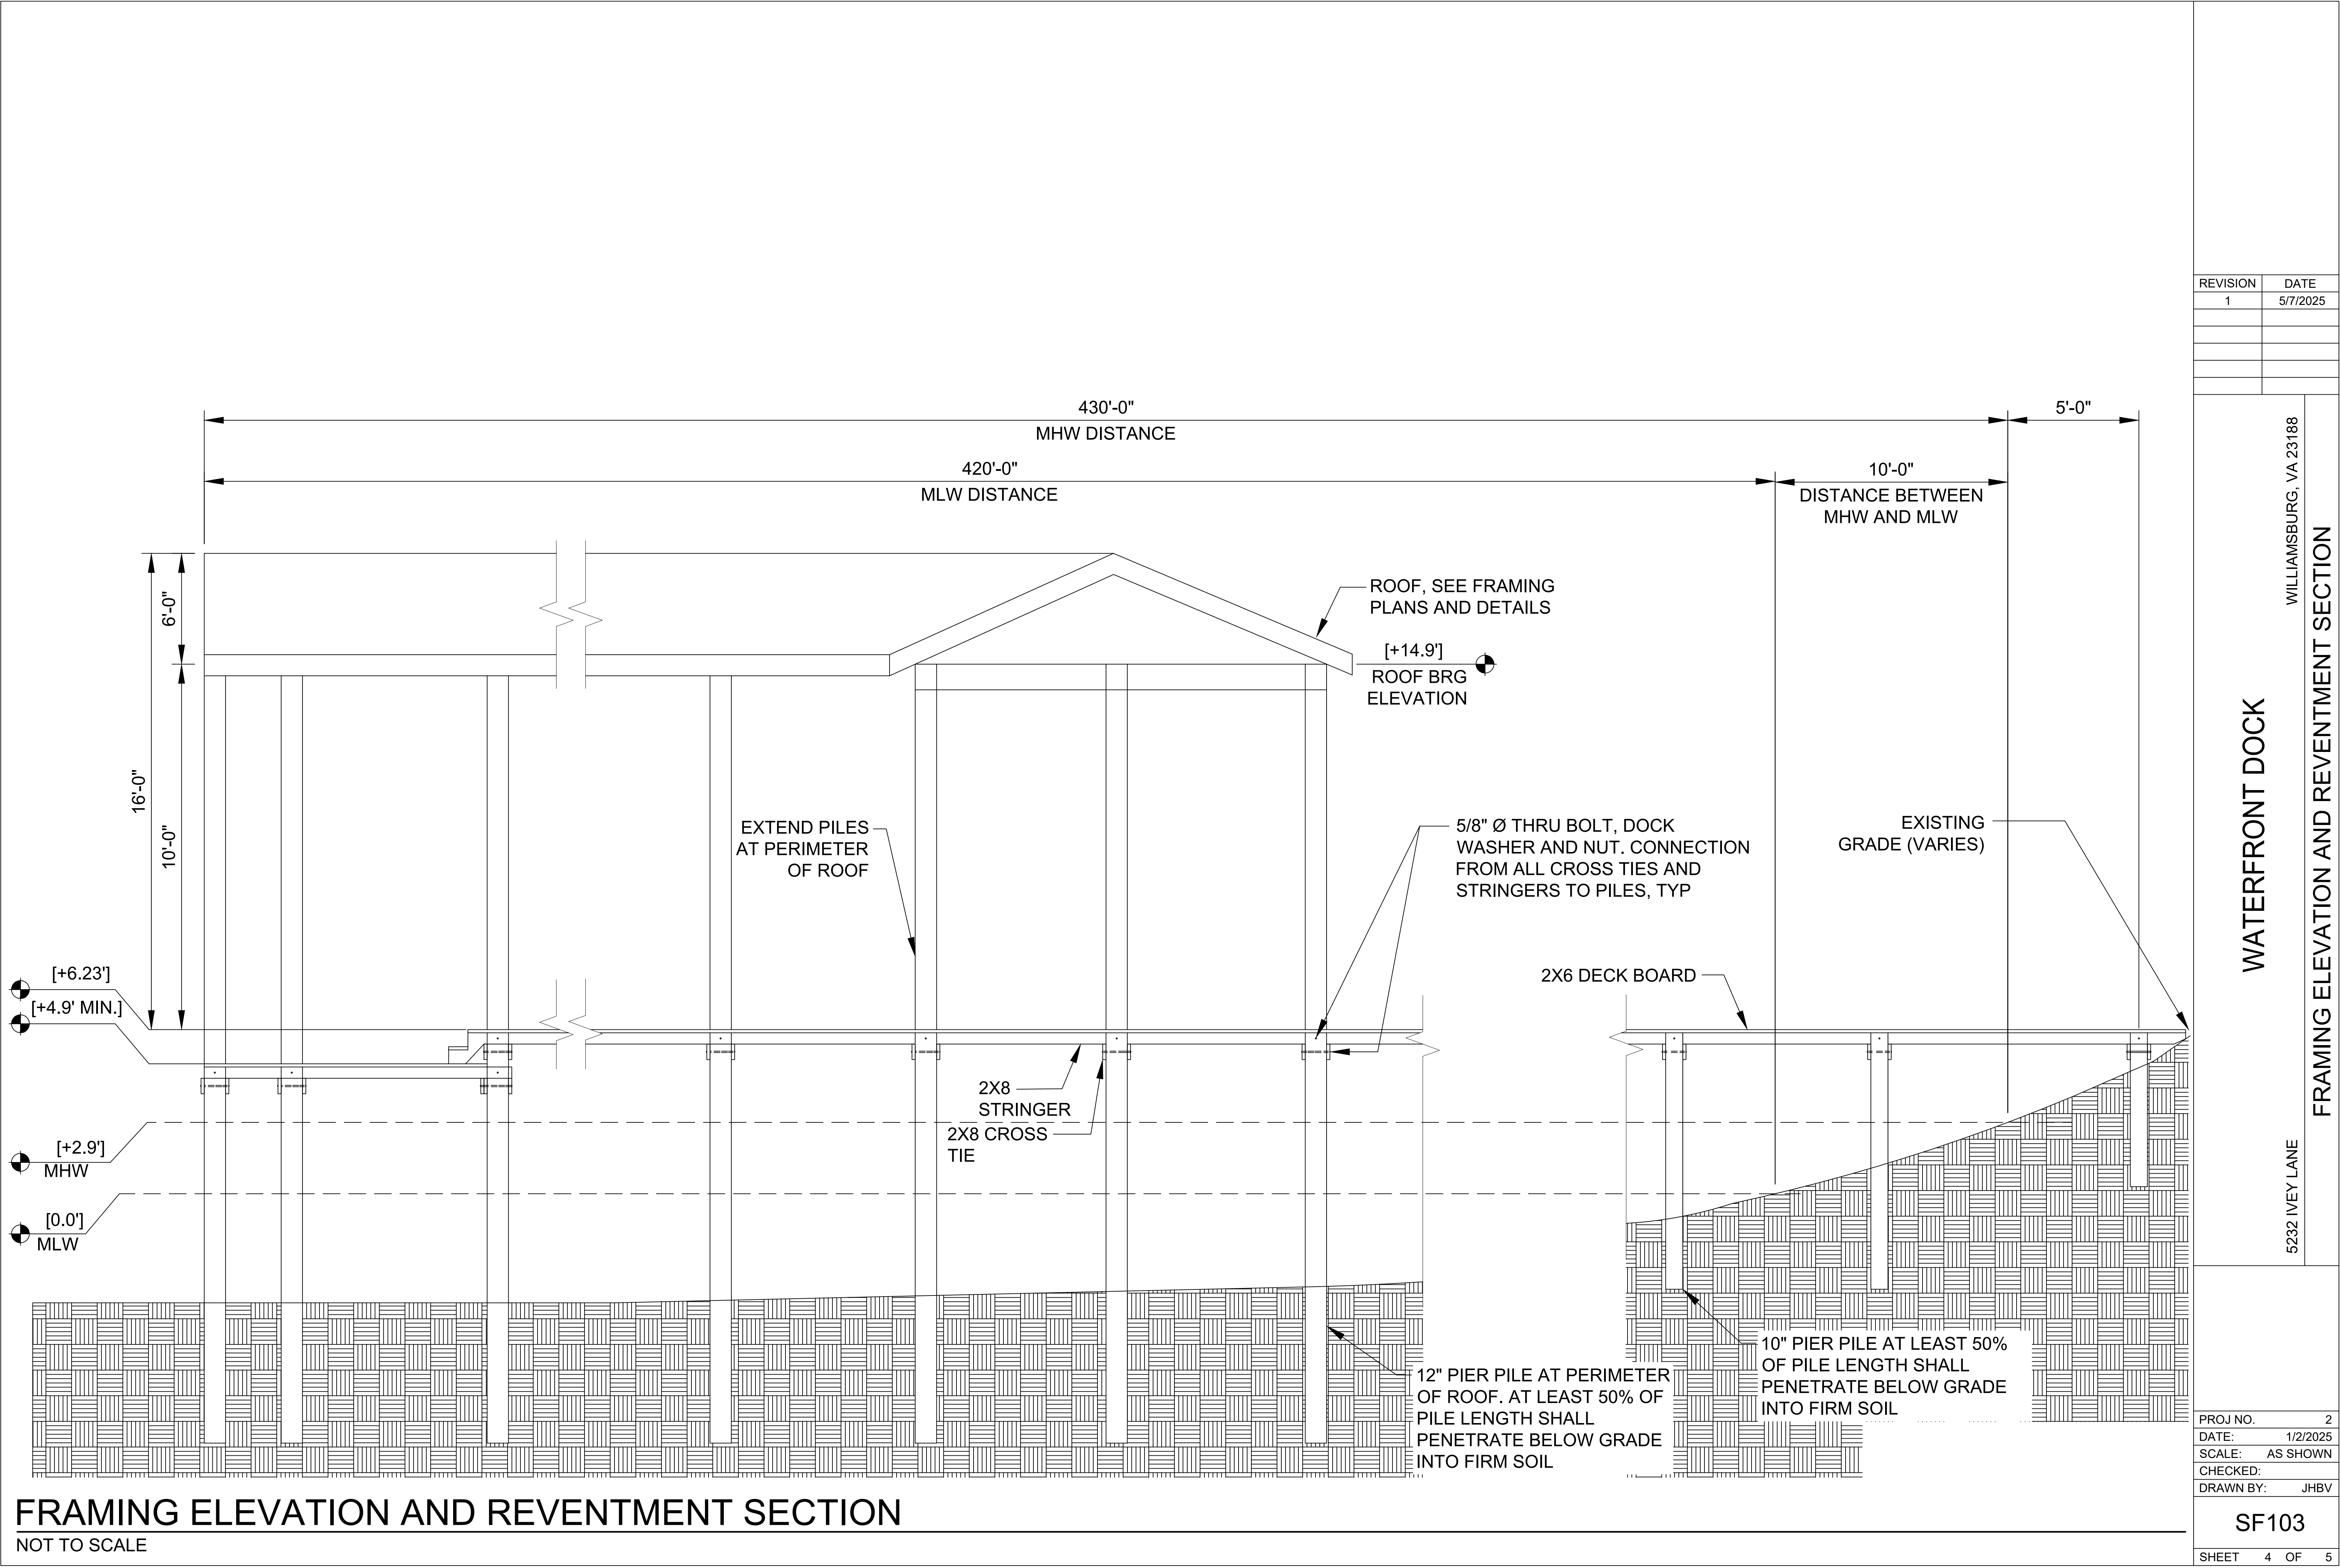 430'-0"
MHW DISTANCE
5'-0"
420'-0"
MLW DISTANCE
10'-0"
DISTANCE BETWEEN
MHW AND MLW
6'-0"
16'-0"
10'-0"
ROOF, SEE FRAMING
PLANS AND DETAILS
[+14.9']
ROOF BRG
ELEVATION
EXTEND PILES
AT PERIMETER
OF ROOF
5/8" Ø THRU BOLT, DOCK
WASHER AND NUT. CONNECTION
FROM ALL CROSS TIES AND
STRINGERS TO PILES, TYP
EXISTING
GRADE (VARIES)
2X6 DECK BOARD
[+6.23']
[+4.9' MIN.]
2X8
STRINGER
2X8 CROSS
TIE
[+2.9']
MHW
[0.0']
MLW
12" PIER PILE AT PERIMETER
OF ROOF. AT LEAST 50% OF
PILE LENGTH SHALL
PENETRATE BELOW GRADE
INTO FIRM SOIL
10" PIER PILE AT LEAST 50%
OF PILE LENGTH SHALL
PENETRATE BELOW GRADE
INTO FIRM SOIL
FRAMING ELEVATION AND REVENTMENT SECTION
NOT TO SCALE
REVISION DATE
1 5/7/2025
WATERFRONT DOCK
5232 IVEY LANE WILLIAMSBURG, VA 23188
FRAMING ELEVATION AND REVENTMENT SECTION
PROJ NO. 2
DATE: 1/2/2025
SCALE: AS SHOWN
CHECKED:
DRAWN BY: JHBV
SF103
SHEET 4 OF 5